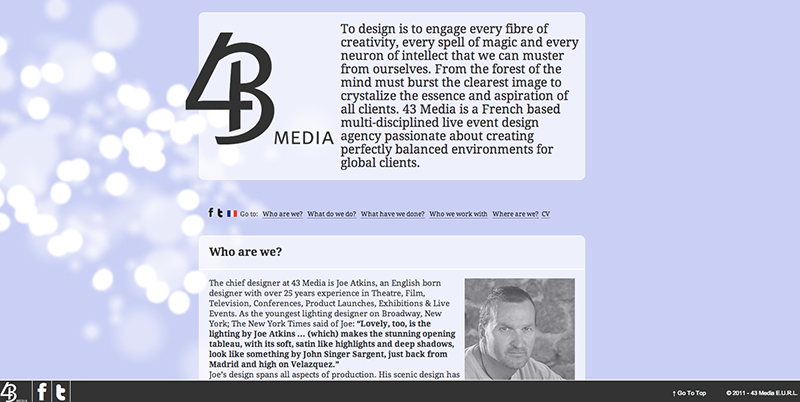 43
MEDIA
To design is to engage every fibre of
creativity, every spell of magic and every
neuron of intellect that we can muster
from ourselves. From the forest of the
mind must burst the clearest image to
crystalize the essence and aspiration of
all clients. 43 Media is a French based
multi-disciplined live event design
agency passionate about creating
perfectly balanced environments for
global clients.
f t Go to: Who are we? What do we do? What have we done? Who we work with Where are we? CV
Who are we?
The chief designer at 43 Media is Joe Atkins, an English born
designer with over 25 years experience in Theatre, Film,
Television, Conferences, Product Launches, Exhibitions & Live
Events. As the youngest lighting designer on Broadway, New
York; The New York Times said of Joe: “Lovely, too, is the
lighting by Joe Atkins ... (which) makes the stunning opening
tableau, with its soft, satin like highlights and deep shadows,
look like something by John Singer Sargent, just back from
Madrid and high on Velazquez.”
Joe's design spans all aspects of production. His scenic design has
43 MEDIA f t ↑ Go To Top © 2011 - 43 Media E.U.R.L.